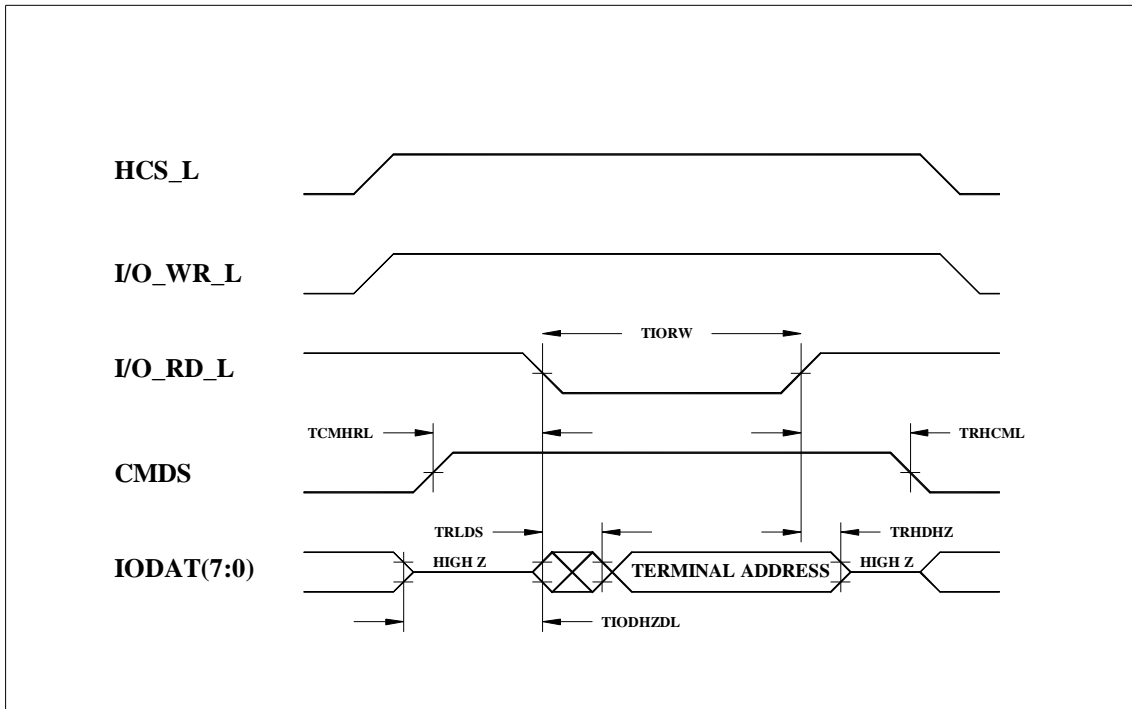 HCS_L
I/O_WR_L
TIORW
I/O_RD_L
TCMHRL
TRHCML
CMDS
TRLDS
TRHDHZ
IODAT(7:0)
HIGH Z
TERMINAL ADDRESS
HIGH Z
TIODHZDL